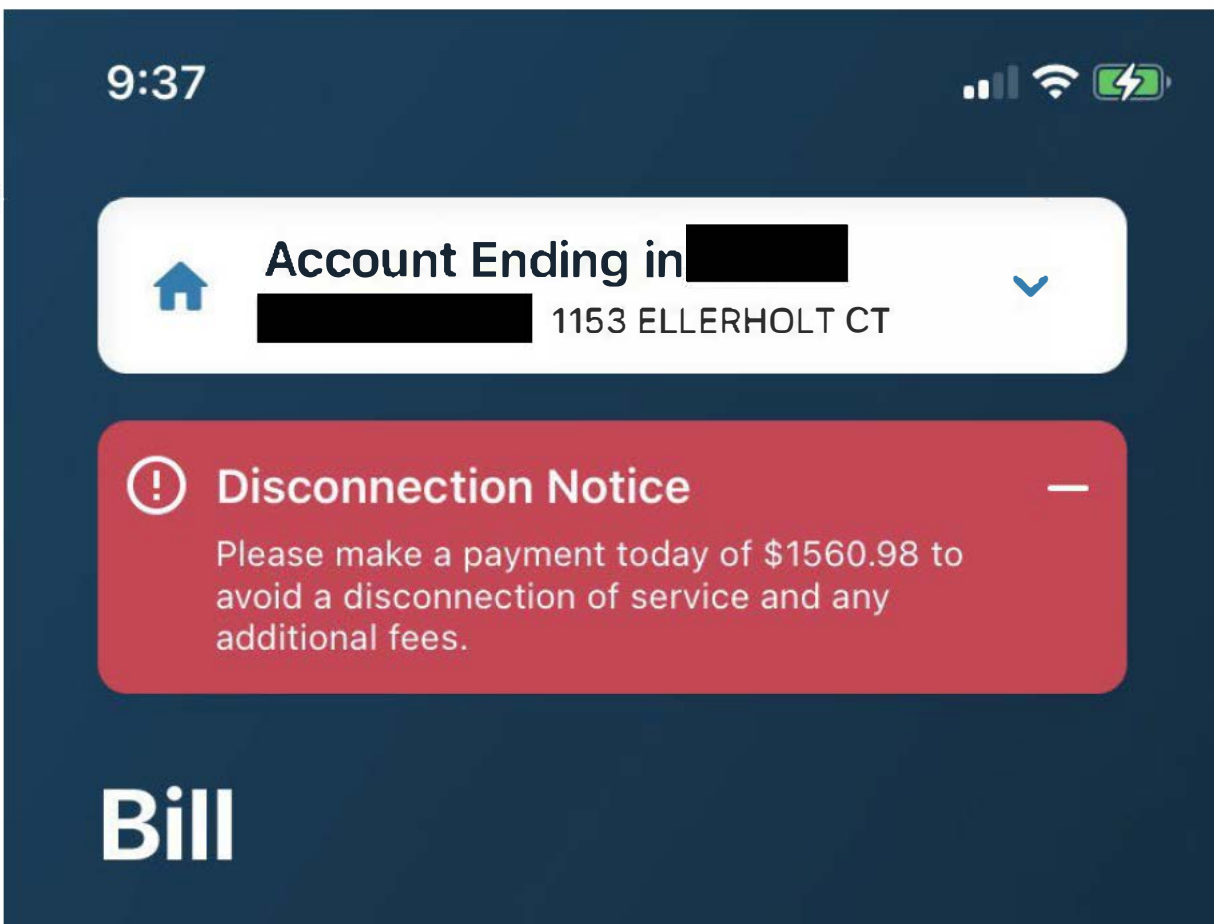 9:37
Account Ending in
1153 ELLERHOLT CT
Disconnection Notice
Please make a payment today of $1560.98 to
avoid a disconnection of service and any
additional fees.
Bill